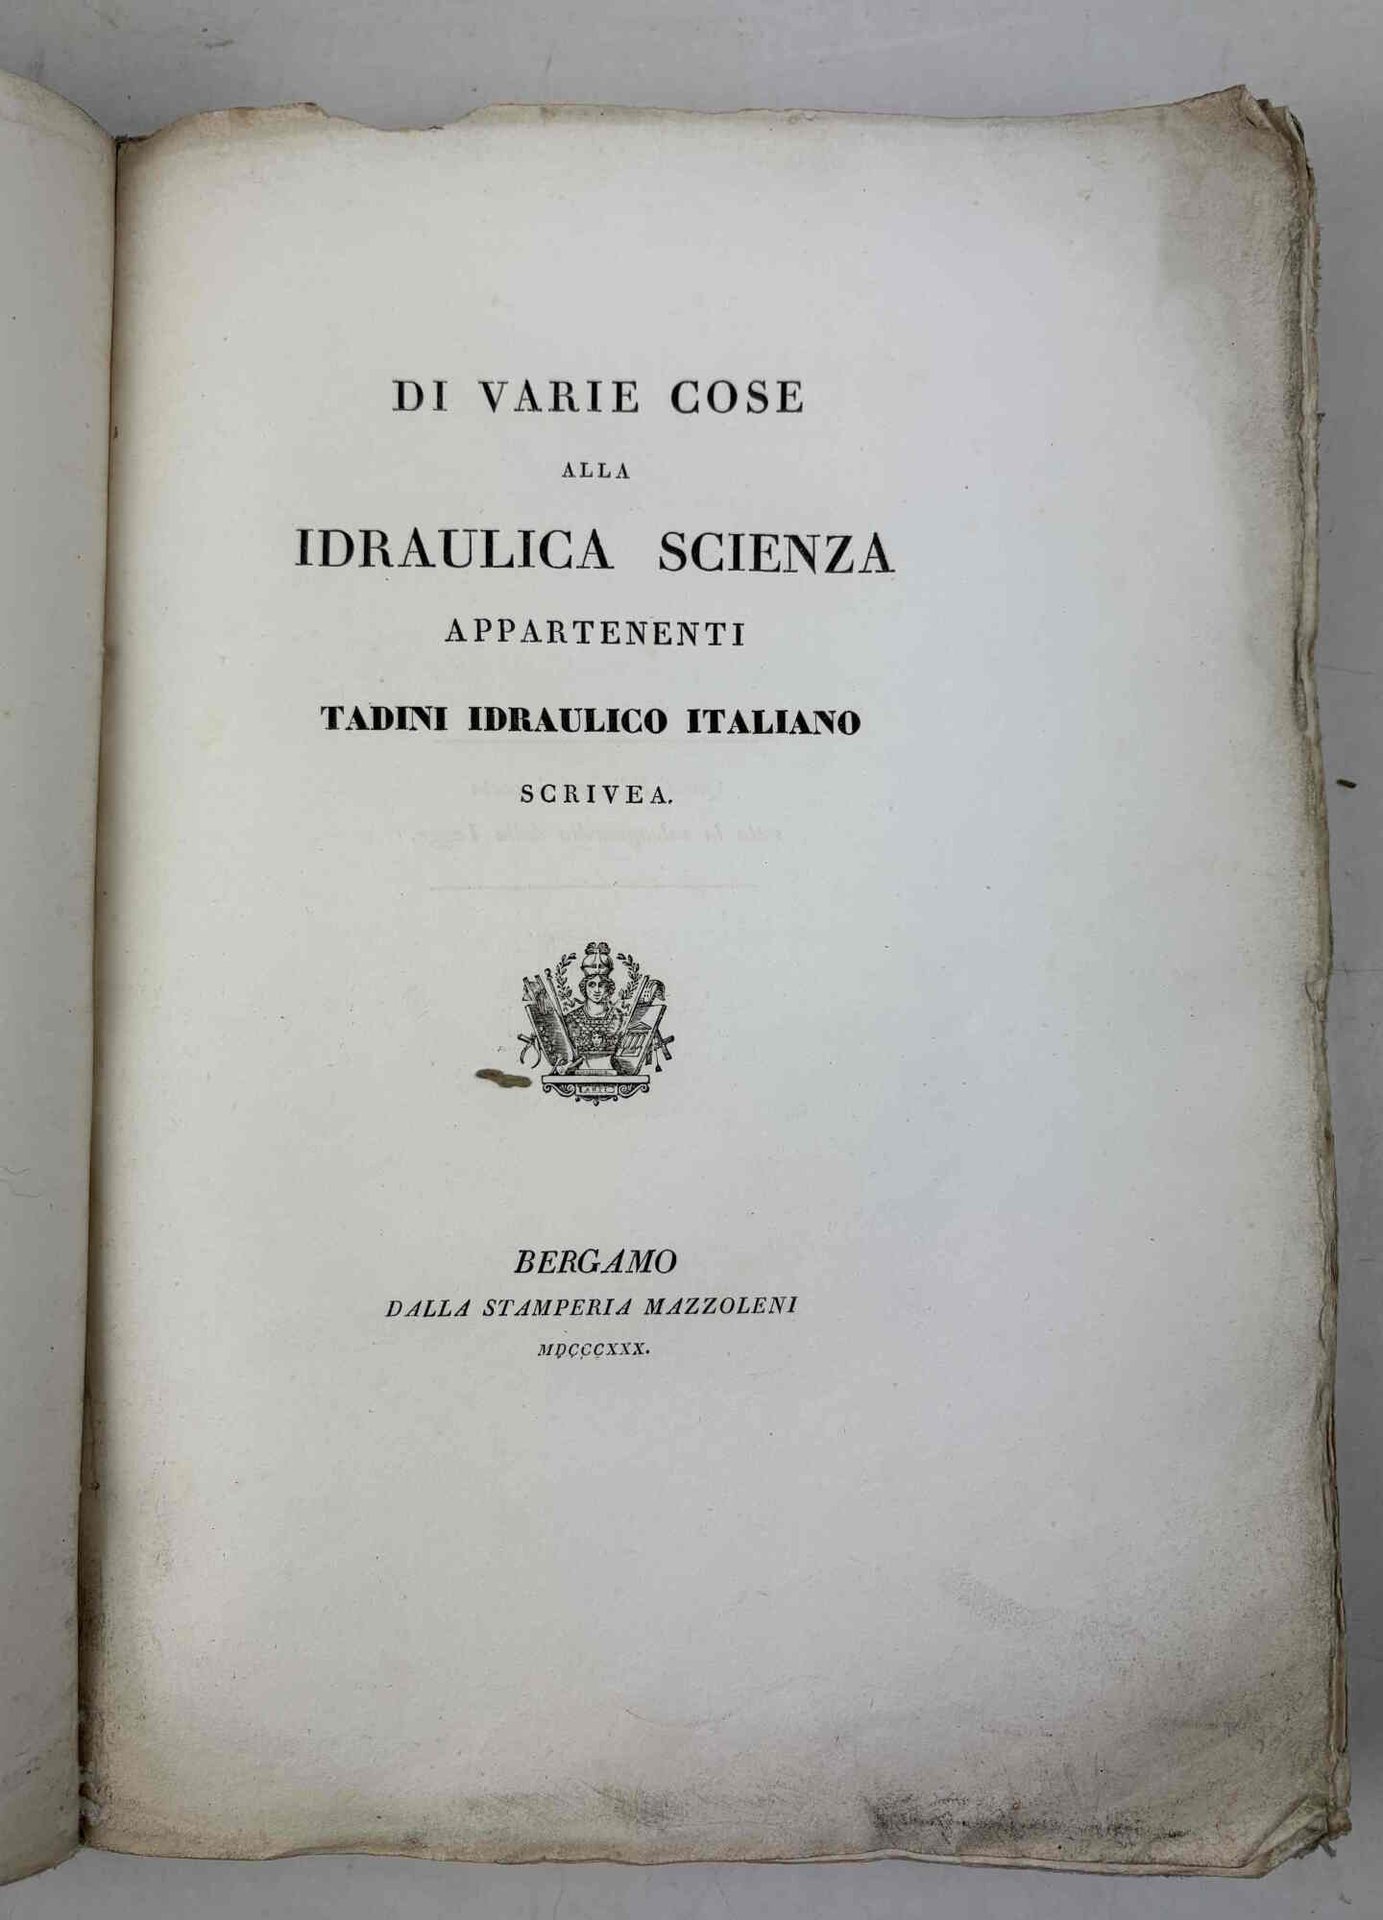 DI VARIE COSE
ALLA
IDRAULICA SCIENZA
APPARTENENTI
TADINI IDRAULICO ITALIANO
SCRIVEA.
BERGAMO
DALLA STAMPERIA MAZZOLENI
MDCCCXXX.